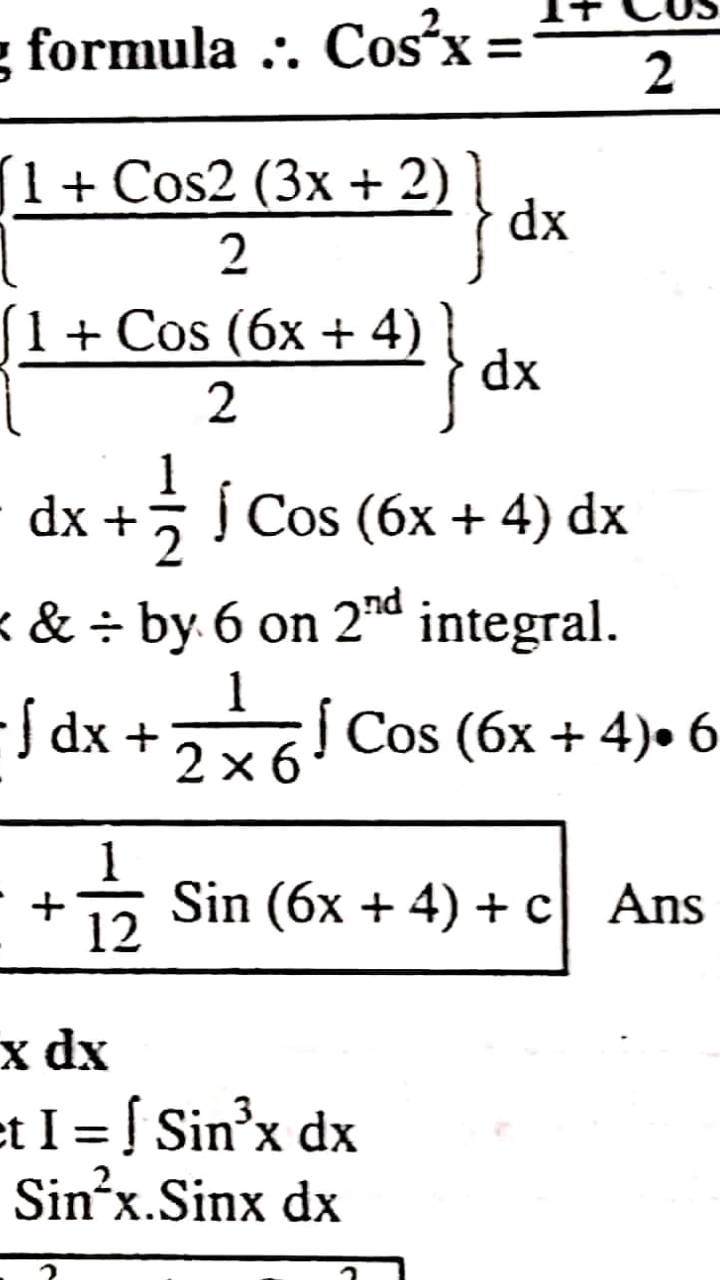 formula ∴ Cos²x = 1+ Cos / 2
{1 + Cos2 (3x + 2) / 2} dx
{1 + Cos (6x + 4) / 2} dx
dx + 1/2 ∫ Cos (6x + 4) dx
& ÷ by 6 on 2nd integral.
∫ dx + 1 / 2 × 6 ∫ Cos (6x + 4)• 6
+ 1/12 Sin (6x + 4) + c Ans
x dx
I = ∫ Sin³x dx
Sin²x.Sinx dx